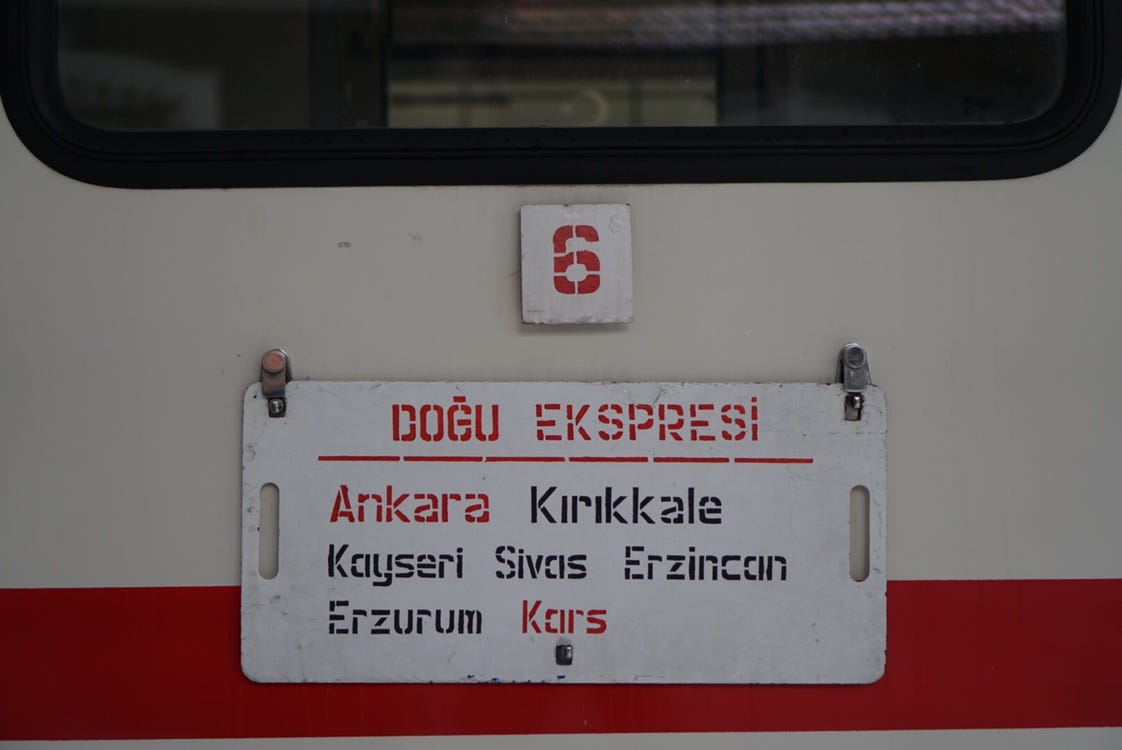 6
DOĞU EKSPRESİ
Ankara Kırıkkale
Kayseri Sivas Erzincan
Erzurum Kars